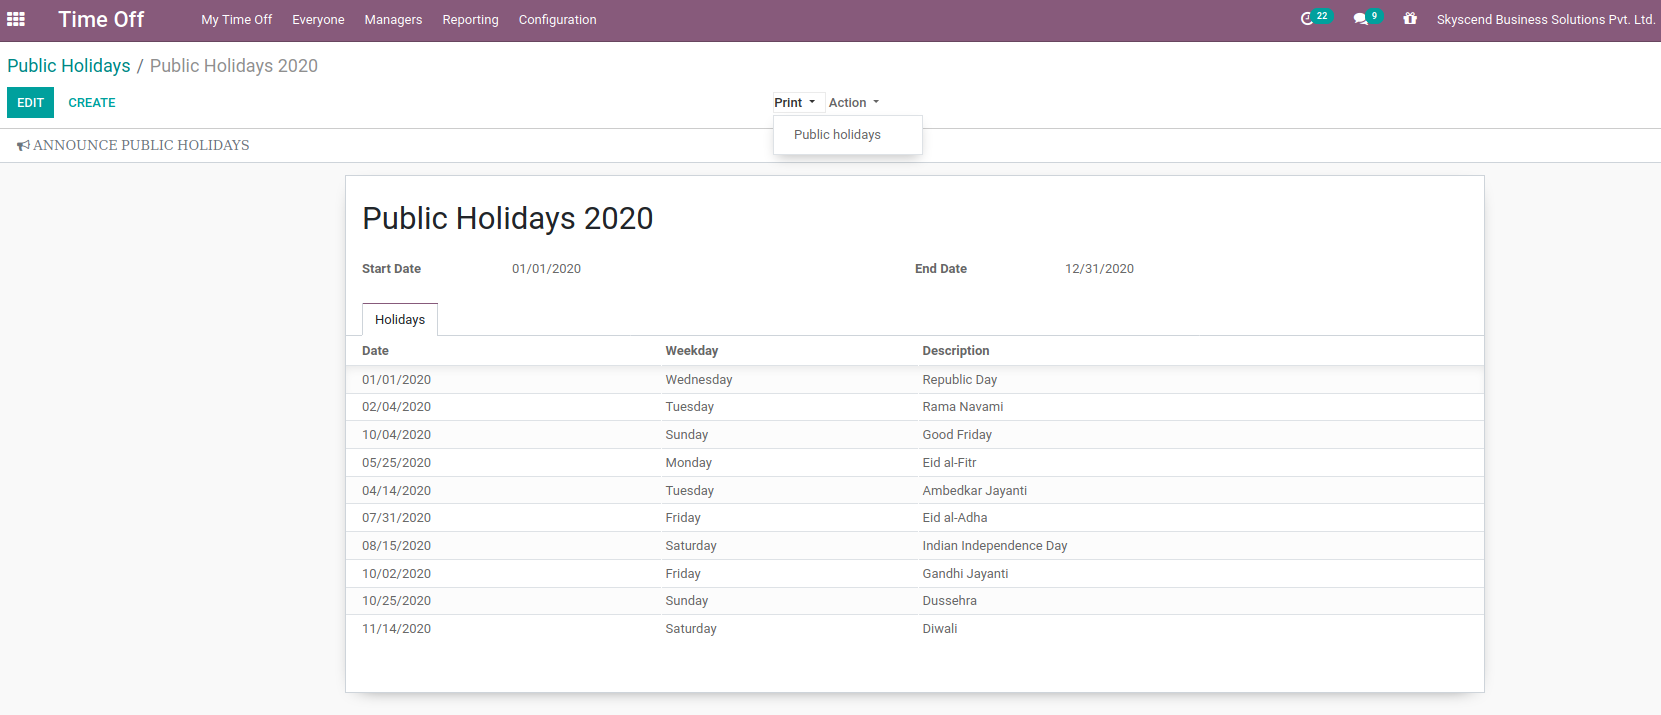 Time Off My Time Off Everyone Managers Reporting Configuration 22 9 Skyscend Business Solutions Pvt. Ltd.
Public Holidays / Public Holidays 2020
EDIT CREATE Print Action
Public holidays
ANNOUNCE PUBLIC HOLIDAYS
Public Holidays 2020
Start Date 01/01/2020 End Date 12/31/2020
Holidays
Date Weekday Description
01/01/2020 Wednesday Republic Day
02/04/2020 Tuesday Rama Navami
10/04/2020 Sunday Good Friday
05/25/2020 Monday Eid al-Fitr
04/14/2020 Tuesday Ambedkar Jayanti
07/31/2020 Friday Eid al-Adha
08/15/2020 Saturday Indian Independence Day
10/02/2020 Friday Gandhi Jayanti
10/25/2020 Sunday Dussehra
11/14/2020 Saturday Diwali